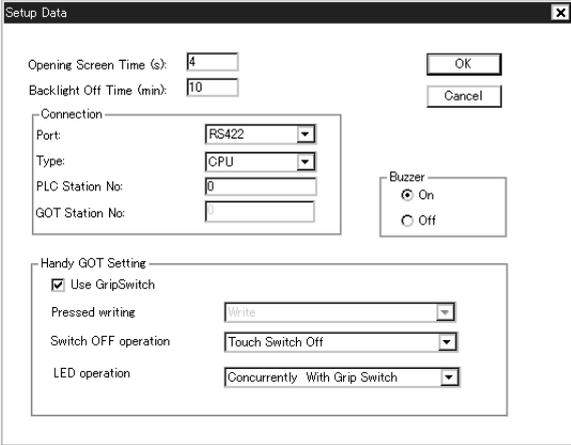 Setup Data
Opening Screen Time (s): 4
OK
Backlight Off Time (min): 10
Cancel
Connection
Port: RS422
Type: CPU
PLC Station No: 0
GOT Station No: 0
Buzzer
On
Off
Handy GOT Setting
Use GripSwitch
Pressed writing Write
Switch OFF operation Touch Switch Off
LED operation Concurrently With Grip Switch